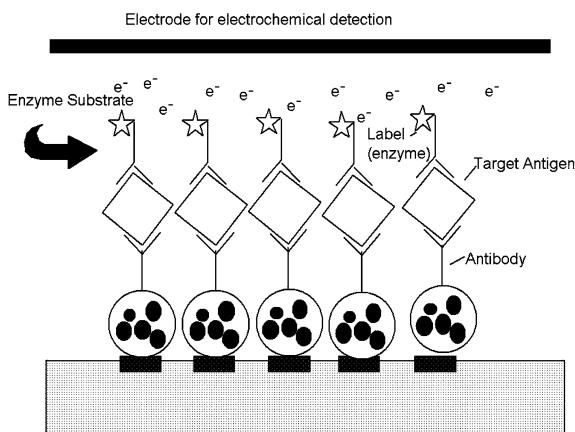 Electrode for electrochemical detection
e- e- e- e- e- e- e- e- e- e- e-
Enzyme Substrate
Label
(enzyme)
Target Antigen
Antibody